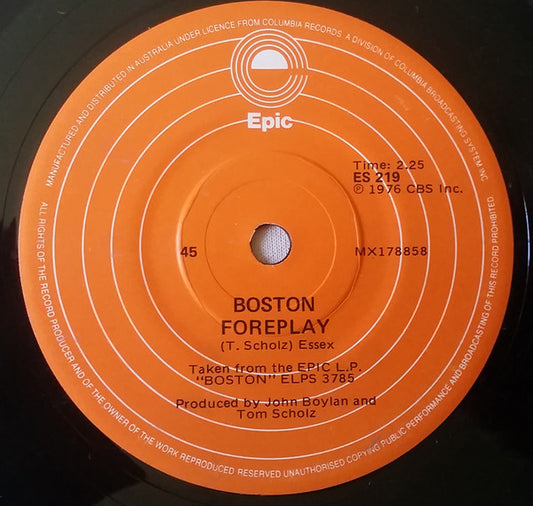 MANUFACTURED AND DISTRIBUTED IN AUSTRALIA UNDER LICENCE FROM COLUMBIA RECORDS A DIVISION OF COLUMBIA BROADCASTING SYSTEM INC
Epic
Time: 2.25
ES 219
℗ 1976 CBS Inc.
45
MX178858
BOSTON
FOREPLAY
(T. Scholz) Essex
Taken from the EPIC L.P.
"BOSTON" ELPS 3785
Produced by John Boylan and
Tom Scholz
ALL RIGHTS OF THE RECORD PRODUCER AND OF THE OWNER OF THE WORK REPRODUCED RESERVED UNAUTHORISED COPYING PUBLIC PERFORMANCE AND BROADCASTING OF THIS RECORD PROHIBITED